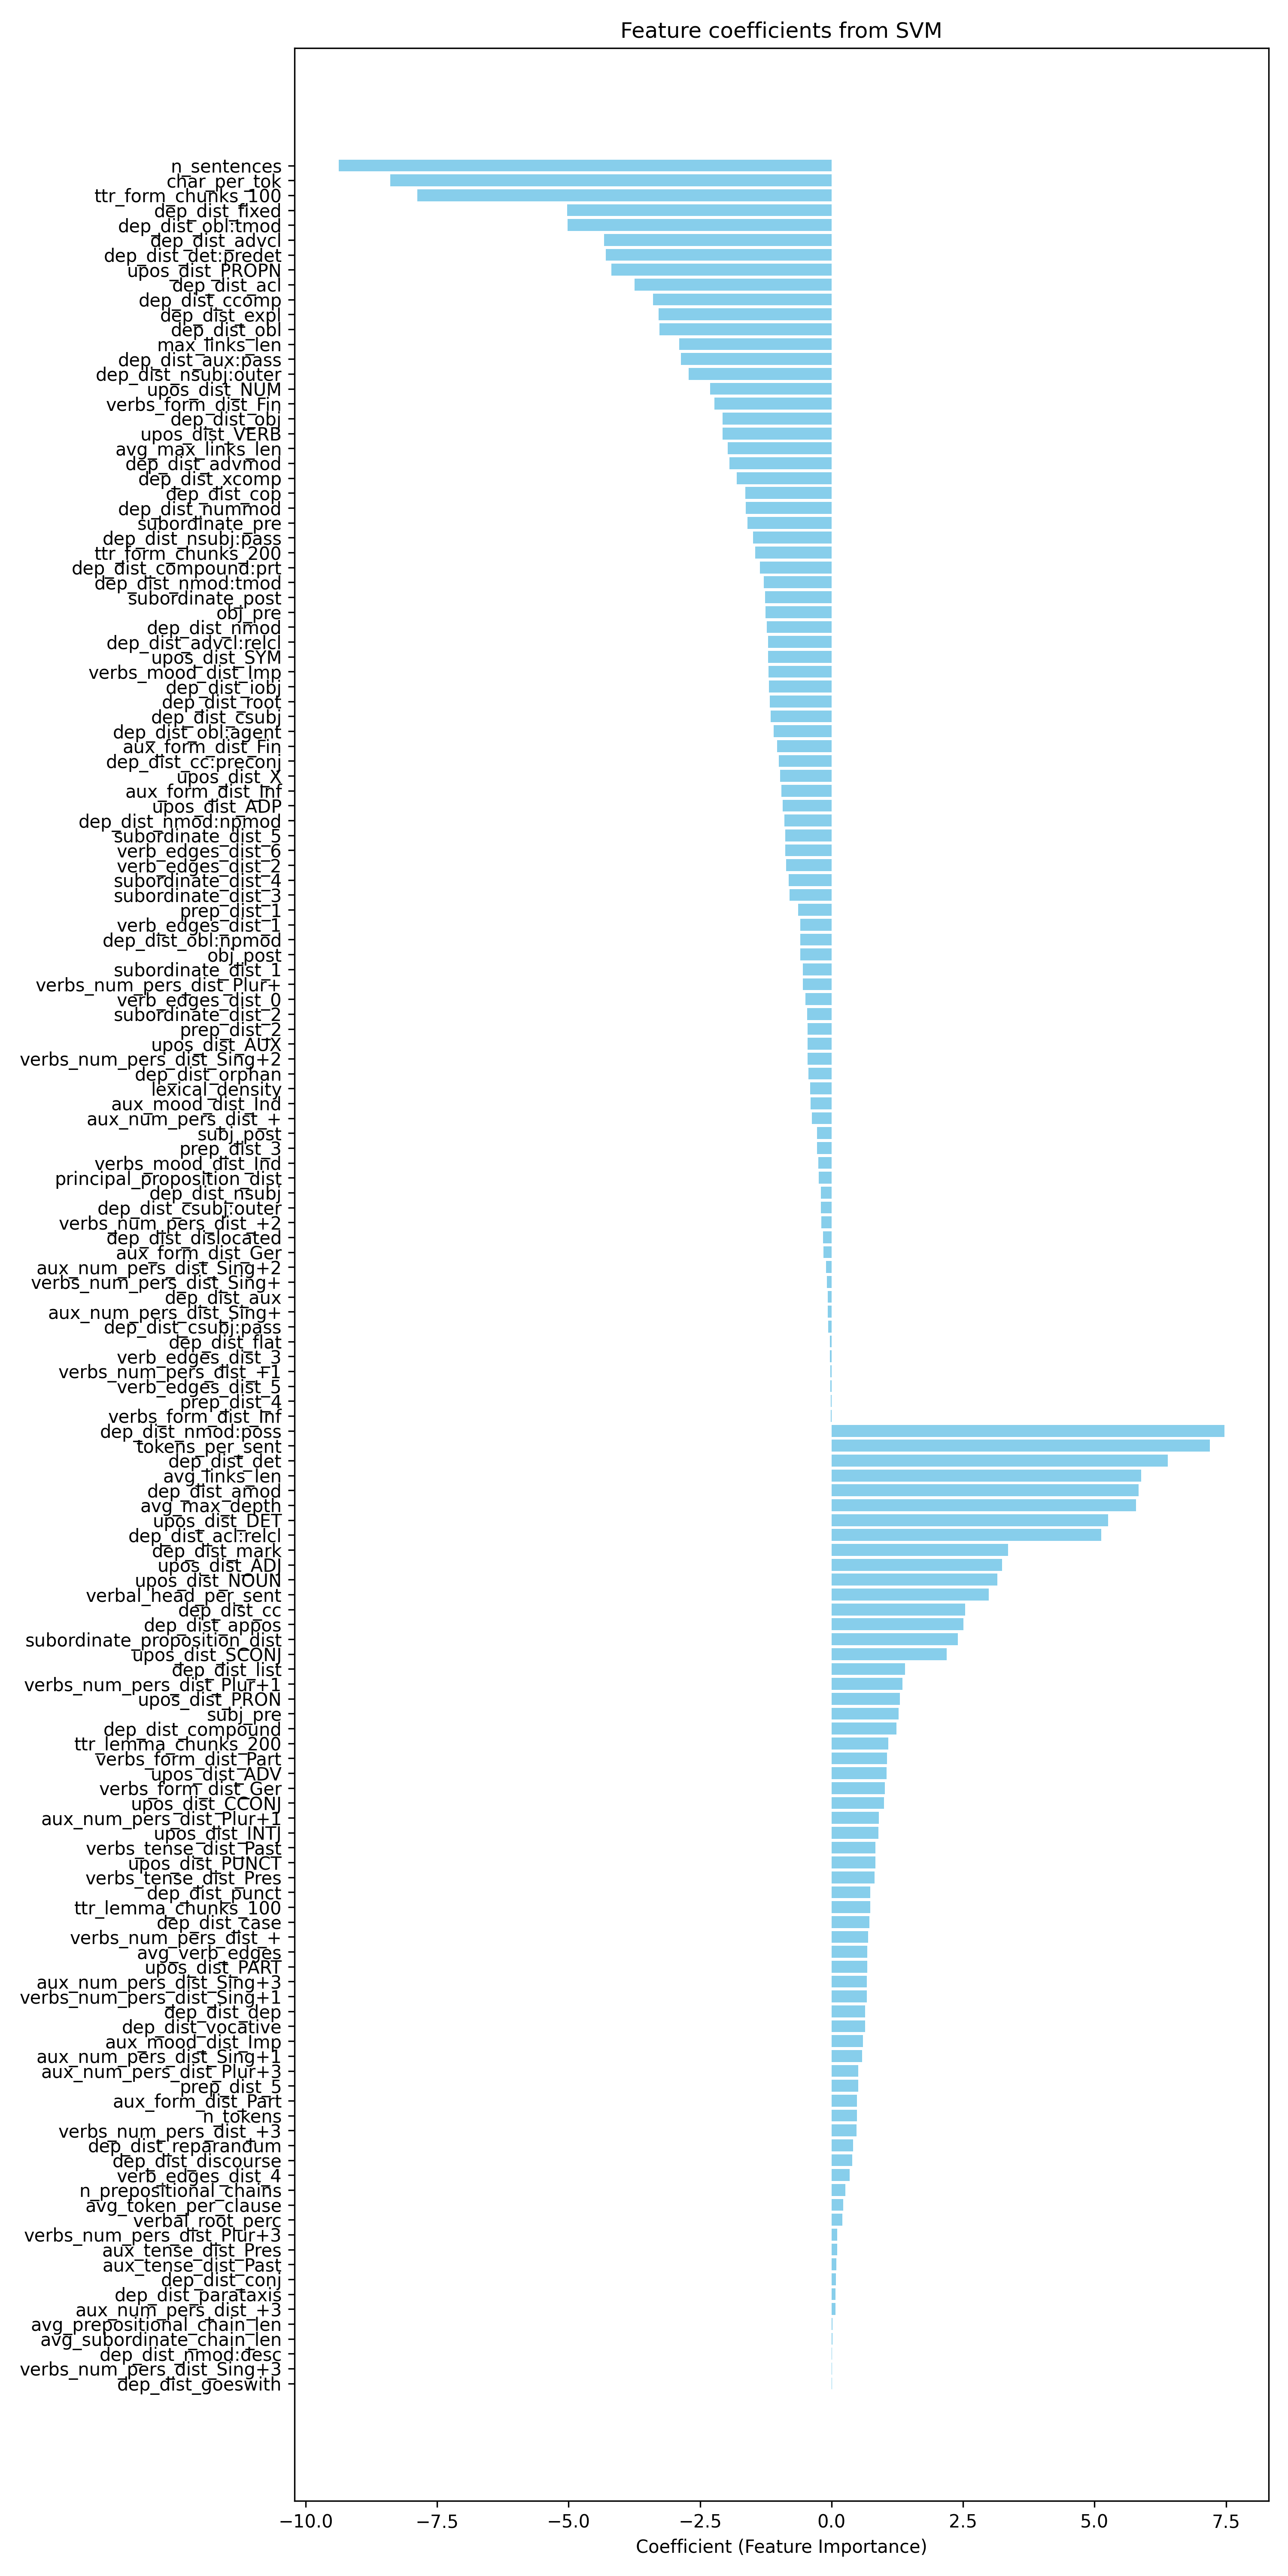 Feature coefficients from SVM
n_sentences
char_per_tok
ttr_form_chunks_100
dep_dist_fixed
dep_dist_obl:tmod
dep_dist_advcl
dep_dist_det:predet
upos_dist_PROPN
dep_dist_acl
dep_dist_ccomp
dep_dist_expl
dep_dist_obl
max_links_len
dep_dist_aux:pass
dep_dist_nsubj:outer
upos_dist_NUM
verbs_form_dist_Fin
dep_dist_obj
upos_dist_VERB
avg_max_links_len
dep_dist_advmod
dep_dist_xcomp
dep_dist_cop
dep_dist_nummod
subordinate_pre
dep_dist_nsubj:pass
ttr_form_chunks_200
dep_dist_compound:prt
dep_dist_nmod:tmod
subordinate_post
obj_pre
dep_dist_nmod
dep_dist_advcl:relcl
upos_dist_SYM
verbs_mood_dist_Imp
dep_dist_iobj
dep_dist_root
dep_dist_csubj
dep_dist_obl:agent
aux_form_dist_Fin
dep_dist_cc:preconj
upos_dist_X
aux_form_dist_Inf
upos_dist_ADP
dep_dist_nmod:npmod
subordinate_dist_5
verb_edges_dist_6
verb_edges_dist_2
subordinate_dist_4
subordinate_dist_3
prep_dist_1
verb_edges_dist_1
dep_dist_obl:npmod
obj_post
subordinate_dist_1
verbs_num_pers_dist_Plur+
verb_edges_dist_0
subordinate_dist_2
prep_dist_2
upos_dist_AUX
verbs_num_pers_dist_Sing+2
dep_dist_orphan
lexical_density
aux_mood_dist_Ind
aux_num_pers_dist_+
subj_post
prep_dist_3
verbs_mood_dist_Ind
principal_proposition_dist
dep_dist_nsubj
dep_dist_csubj:outer
verbs_num_pers_dist_+2
dep_dist_dislocated
aux_form_dist_Ger
aux_num_pers_dist_Sing+2
verbs_num_pers_dist_Sing+
dep_dist_aux
aux_num_pers_dist_Sing+
dep_dist_csubj:pass
dep_dist_flat
verb_edges_dist_3
verbs_num_pers_dist_+1
verb_edges_dist_5
prep_dist_4
verbs_form_dist_Inf
dep_dist_nmod:poss
tokens_per_sent
dep_dist_det
avg_links_len
dep_dist_amod
avg_max_depth
upos_dist_DET
dep_dist_acl:relcl
dep_dist_mark
upos_dist_ADJ
upos_dist_NOUN
verbal_head_per_sent
dep_dist_cc
dep_dist_appos
subordinate_proposition_dist
upos_dist_SCONJ
dep_dist_list
verbs_num_pers_dist_Plur+1
upos_dist_PRON
subj_pre
dep_dist_compound
ttr_lemma_chunks_200
verbs_form_dist_Part
upos_dist_ADV
verbs_form_dist_Ger
upos_dist_CCONJ
aux_num_pers_dist_Plur+1
upos_dist_INTJ
verbs_tense_dist_Past
upos_dist_PUNCT
verbs_tense_dist_Pres
dep_dist_punct
ttr_lemma_chunks_100
dep_dist_case
verbs_num_pers_dist_+
avg_verb_edges
upos_dist_PART
aux_num_pers_dist_Sing+3
verbs_num_pers_dist_Sing+1
dep_dist_dep
dep_dist_vocative
aux_mood_dist_Imp
aux_num_pers_dist_Sing+1
aux_num_pers_dist_Plur+3
prep_dist_5
aux_form_dist_Part
n_tokens
verbs_num_pers_dist_+3
dep_dist_reparandum
dep_dist_discourse
verb_edges_dist_4
n_prepositional_chains
avg_token_per_clause
verbal_root_perc
verbs_num_pers_dist_Plur+3
aux_tense_dist_Pres
aux_tense_dist_Past
dep_dist_conj
dep_dist_parataxis
aux_num_pers_dist_+3
avg_prepositional_chain_len
avg_subordinate_chain_len
dep_dist_nmod:desc
verbs_num_pers_dist_Sing+3
dep_dist_goeswith
−10.0 −7.5 −5.0 −2.5 0.0 2.5 5.0 7.5
Coefficient (Feature Importance)